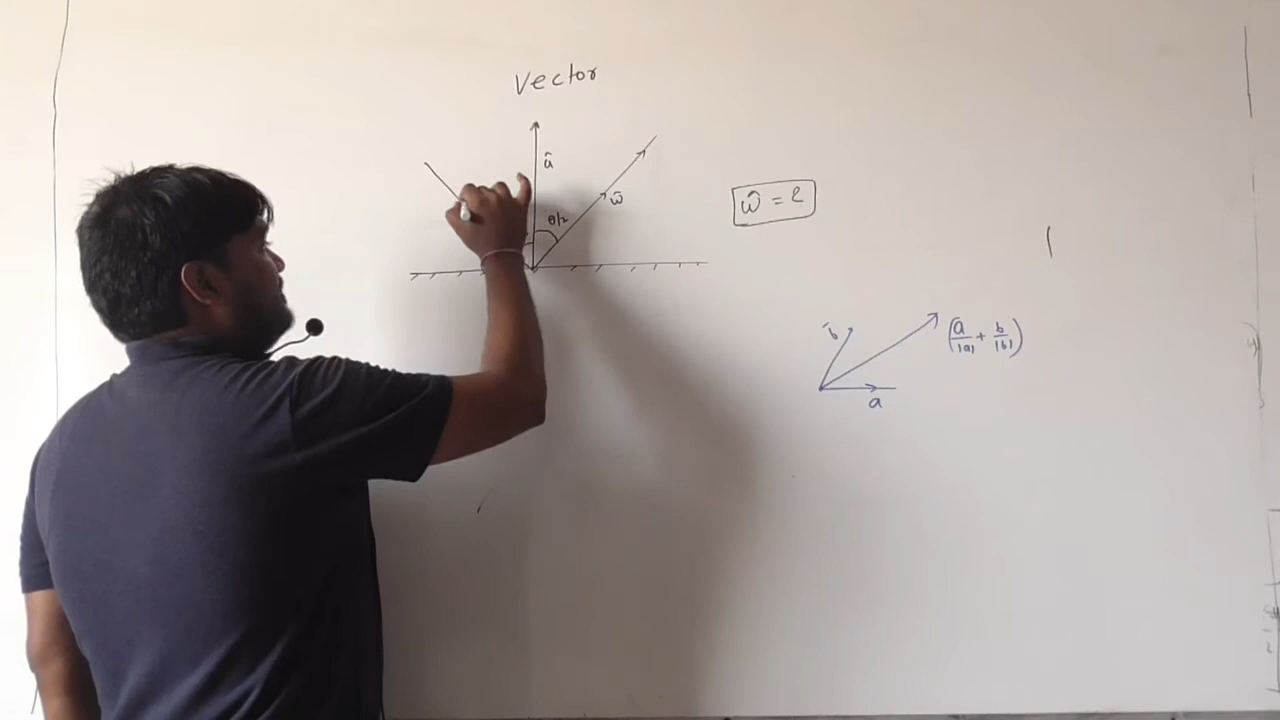 Vector
â
ŵ
θ/2
ŵ = ?
b
(a/|a| + b/|b|)
a